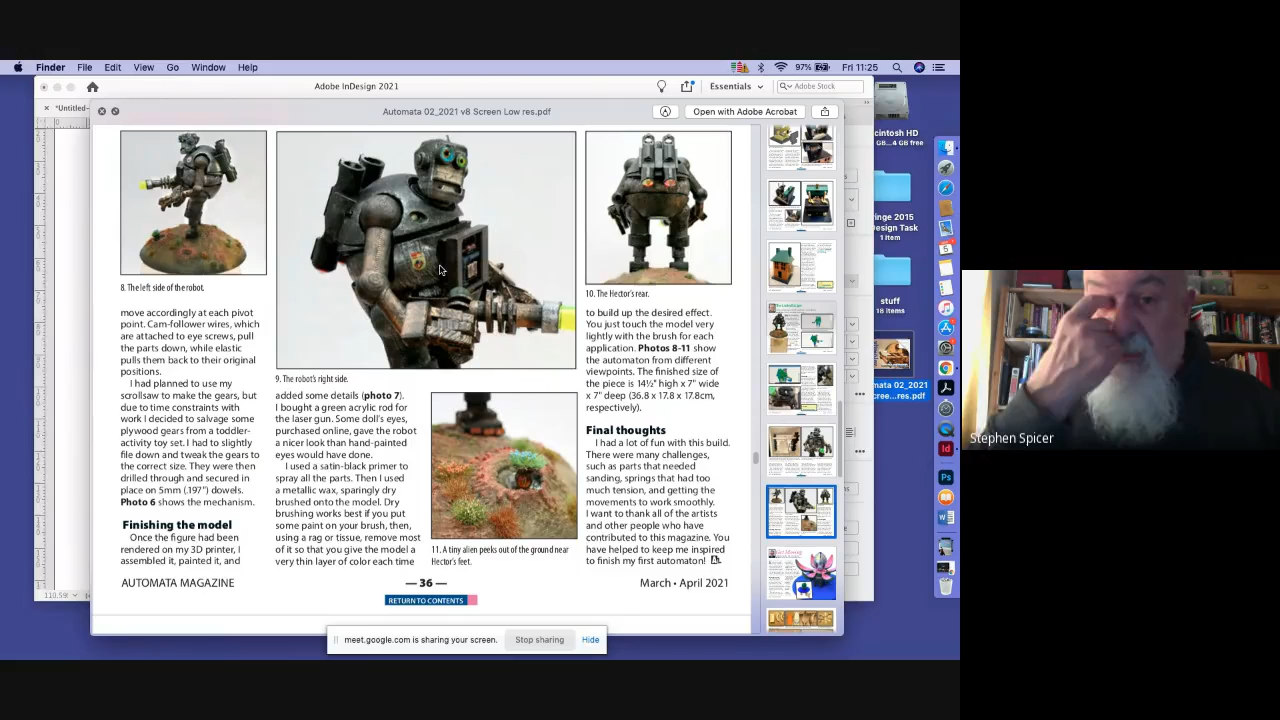 Finder File Edit View Go Window Help
97% Fri 11:25
Adobe InDesign 2021
Essentials
Adobe Stock
*Untitled-
Automata 02_2021 v8 Screen Low res.pdf
Open with Adobe Acrobat
8. The left side of the robot.
move accordingly at each pivot
point. Cam-follower wires, which
are attached to eye screws, pull
the parts down, while elastic
pulls them back to their original
positions.
I had planned to use my
scrollsaw to make the gears, but
due to time constraints with
work I decided to salvage some
plywood gears from a toddler-
activity toy set. I had to slightly
file down and tweak the gears to
the correct size. They were then
drilled through and secured in
place on 5mm (.197") dowels.
Photo 6 shows the mechanism.
Finishing the model
Once the figure had been
rendered on my 3D printer, I
assembled it, painted it, and
9. The robot's right side.
added some details (photo 7).
I bought a green acrylic rod for
the laser gun. Some doll's eyes,
purchased online, gave the robot
a nicer look than hand-painted
eyes would have done.
I used a satin-black primer to
spray all the parts. Then I used
a metallic wax, sparingly dry
brushed onto the model. Dry
brushing works best if you put
some paint on your brush, then,
using a rag or tissue, remove most
of it so that you give the model a
very thin layer of color each time
11. A tiny alien peeks out of the ground near
Hector's feet.
10. The Hector's rear.
to build up the desired effect.
You just touch the model very
lightly with the brush for each
application. Photos 8-11 show
the automaton from different
viewpoints. The finished size of
the piece is 14½" high x 7" wide
x 7" deep (36.8 x 17.8 x 17.8cm,
respectively).
Final thoughts
I had a lot of fun with this build.
There were many challenges,
such as parts that needed
sanding, springs that had too
much tension, and getting the
movements to work smoothly.
I want to thank all of the artists
and other people who have
contributed to this magazine. You
have helped to keep me inspired
to finish my first automaton!
AUTOMATA MAGAZINE
— 36 —
March • April 2021
RETURN TO CONTENTS
meet.google.com is sharing your screen. Stop sharing Hide
acintosh HD
4 GB free
inge 2015
Design Task
1 item
stuff
18 items
mata 02_2021
ree...res.pdf
Stephen Spicer